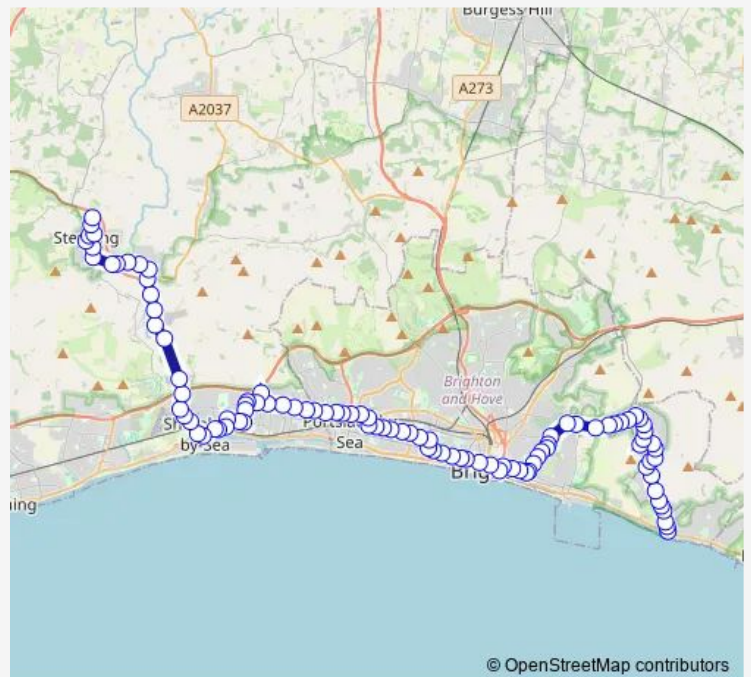 Burgess Hill
A273
A2037
Brighton
and Hove
by Sea
Sea
© OpenStreetMap contributors